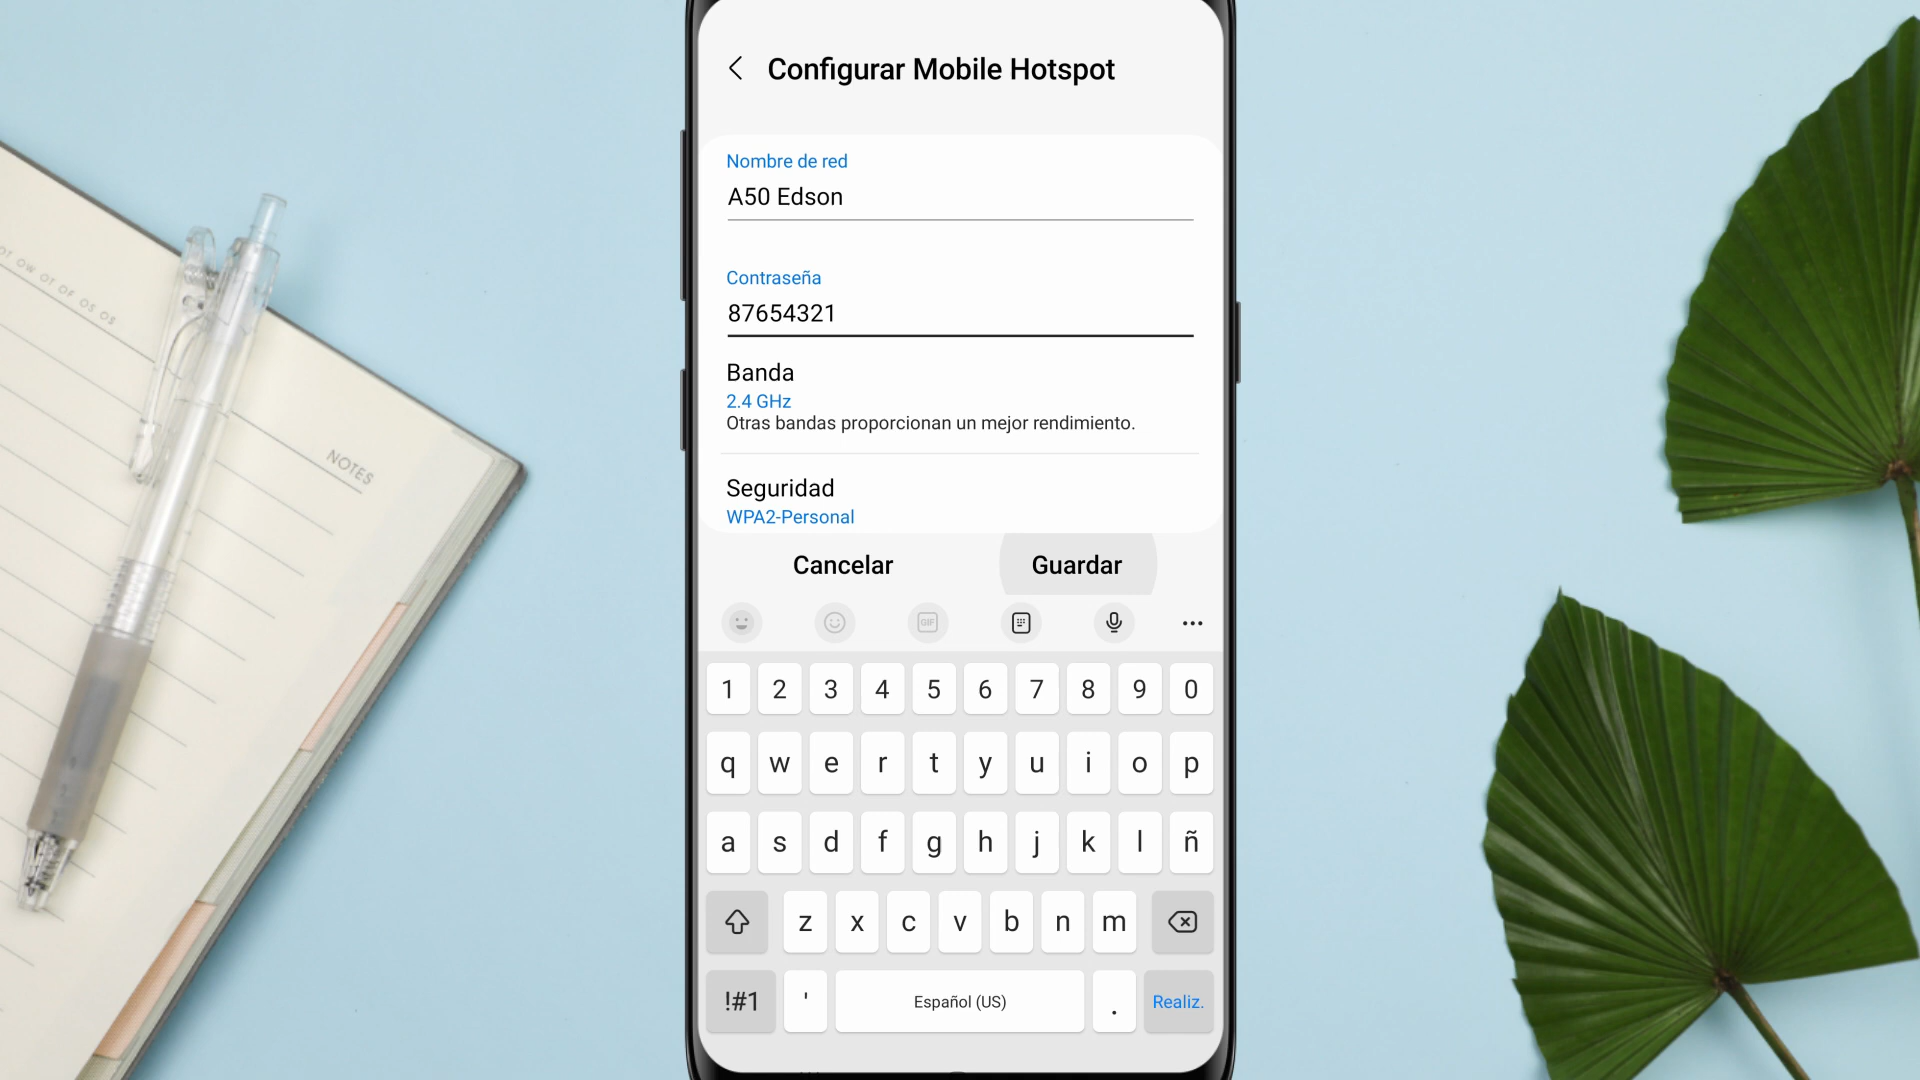 Configurar Mobile Hotspot
Nombre de red
A50 Edson
Contraseña
87654321
Banda
2.4 GHz
Otras bandas proporcionan un mejor rendimiento.
Seguridad
WPA2-Personal
Cancelar Guardar
GIF
1 2 3 4 5 6 7 8 9 0
q w e r t y u i o p
a s d f g h j k l ñ
z x c v b n m
!#1 ' Español (US) . Realiz.
NOTES